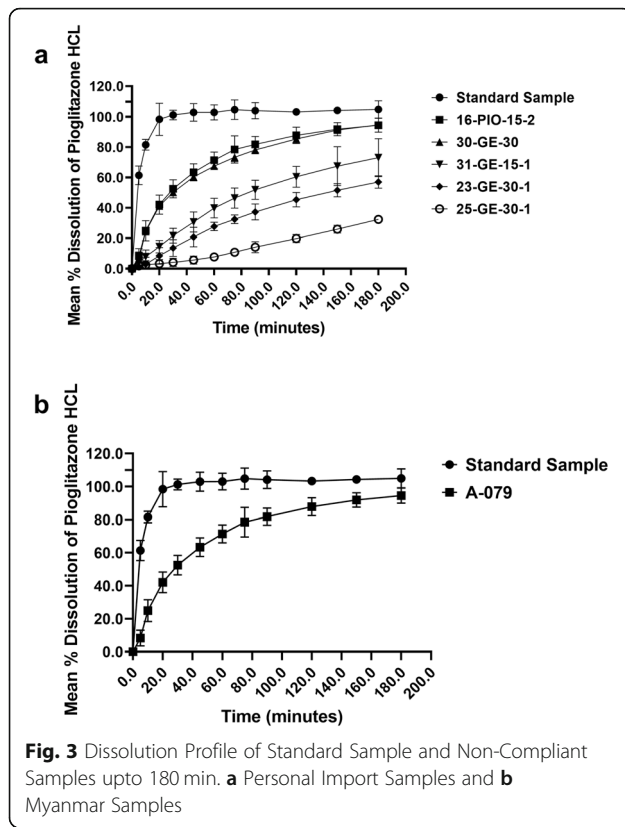 a
Mean % Dissolution of Pioglitazone HCL
120.0
100.0
80.0
60.0
40.0
20.0
0.0
0.0
20.0
40.0
60.0
80.0
100.0
120.0
140.0
160.0
180.0
200.0
Time (minutes)
Standard Sample
16-PIO-15-2
30-GE-30
31-GE-15-1
23-GE-30-1
25-GE-30-1
b
Mean % Dissolution of Pioglitazone HCL
120.0
100.0
80.0
60.0
40.0
20.0
0.0
0.0
20.0
40.0
60.0
80.0
100.0
120.0
140.0
160.0
180.0
200.0
Time (minutes)
Standard Sample
A-079
Fig. 3 Dissolution Profile of Standard Sample and Non-Compliant
Samples upto 180 min. a Personal Import Samples and b
Myanmar Samples